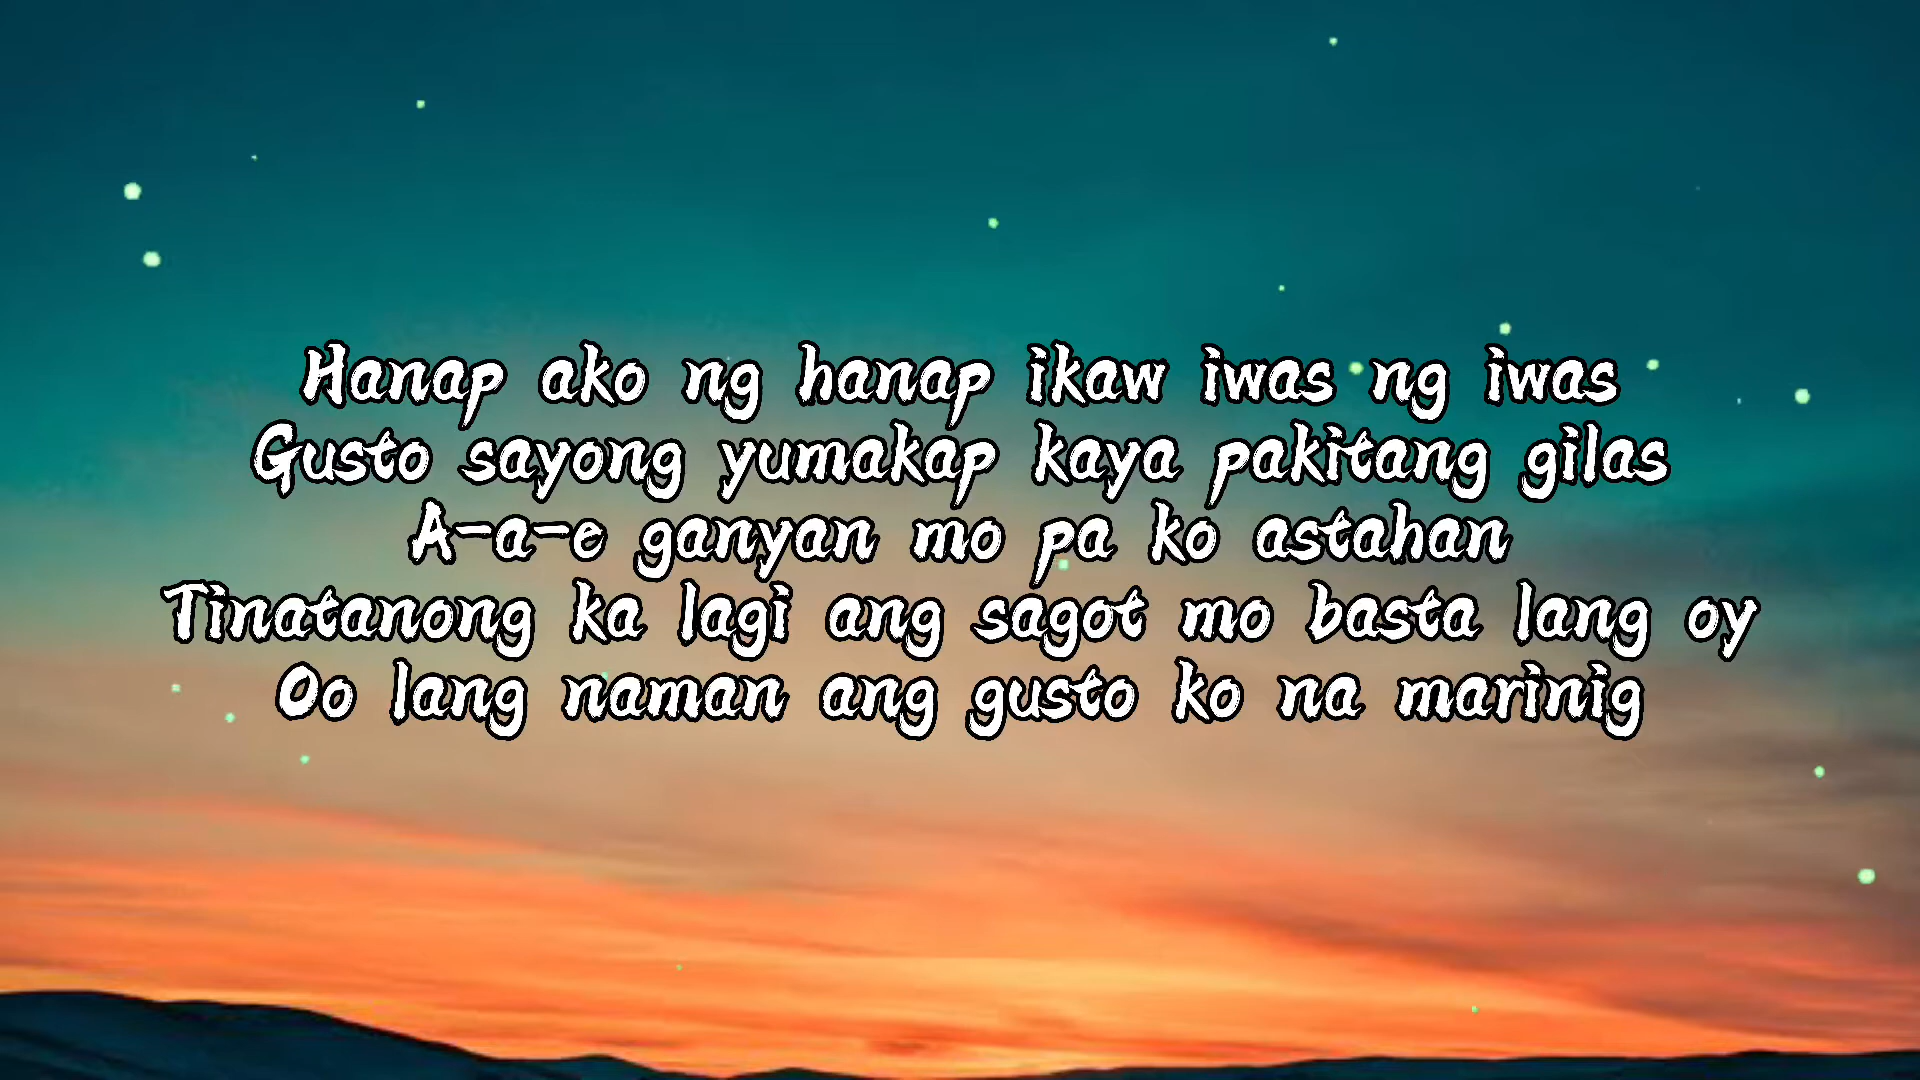 Hanap ako ng hanap ikaw iwas ng iwas
Gusto sayong yumakap kaya pakitang gilas
A-a-e ganyan mo pa ko astahan
Tinatanong ka lagi ang sagot mo basta lang oy
Oo lang naman ang gusto ko na marinig